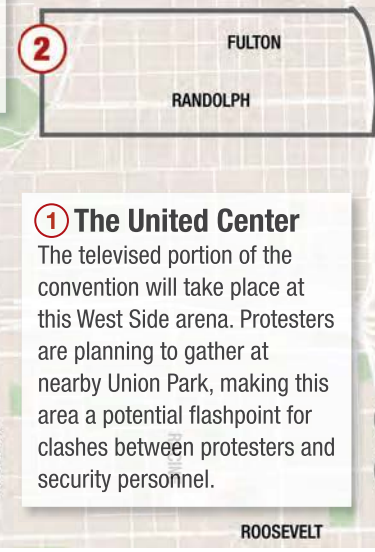 2
FULTON
RANDOLPH
1 The United Center
The televised portion of the
convention will take place at
this West Side arena. Protesters
are planning to gather at
nearby Union Park, making this
area a potential flashpoint for
clashes between protesters and
security personnel.
ROOSEVELT